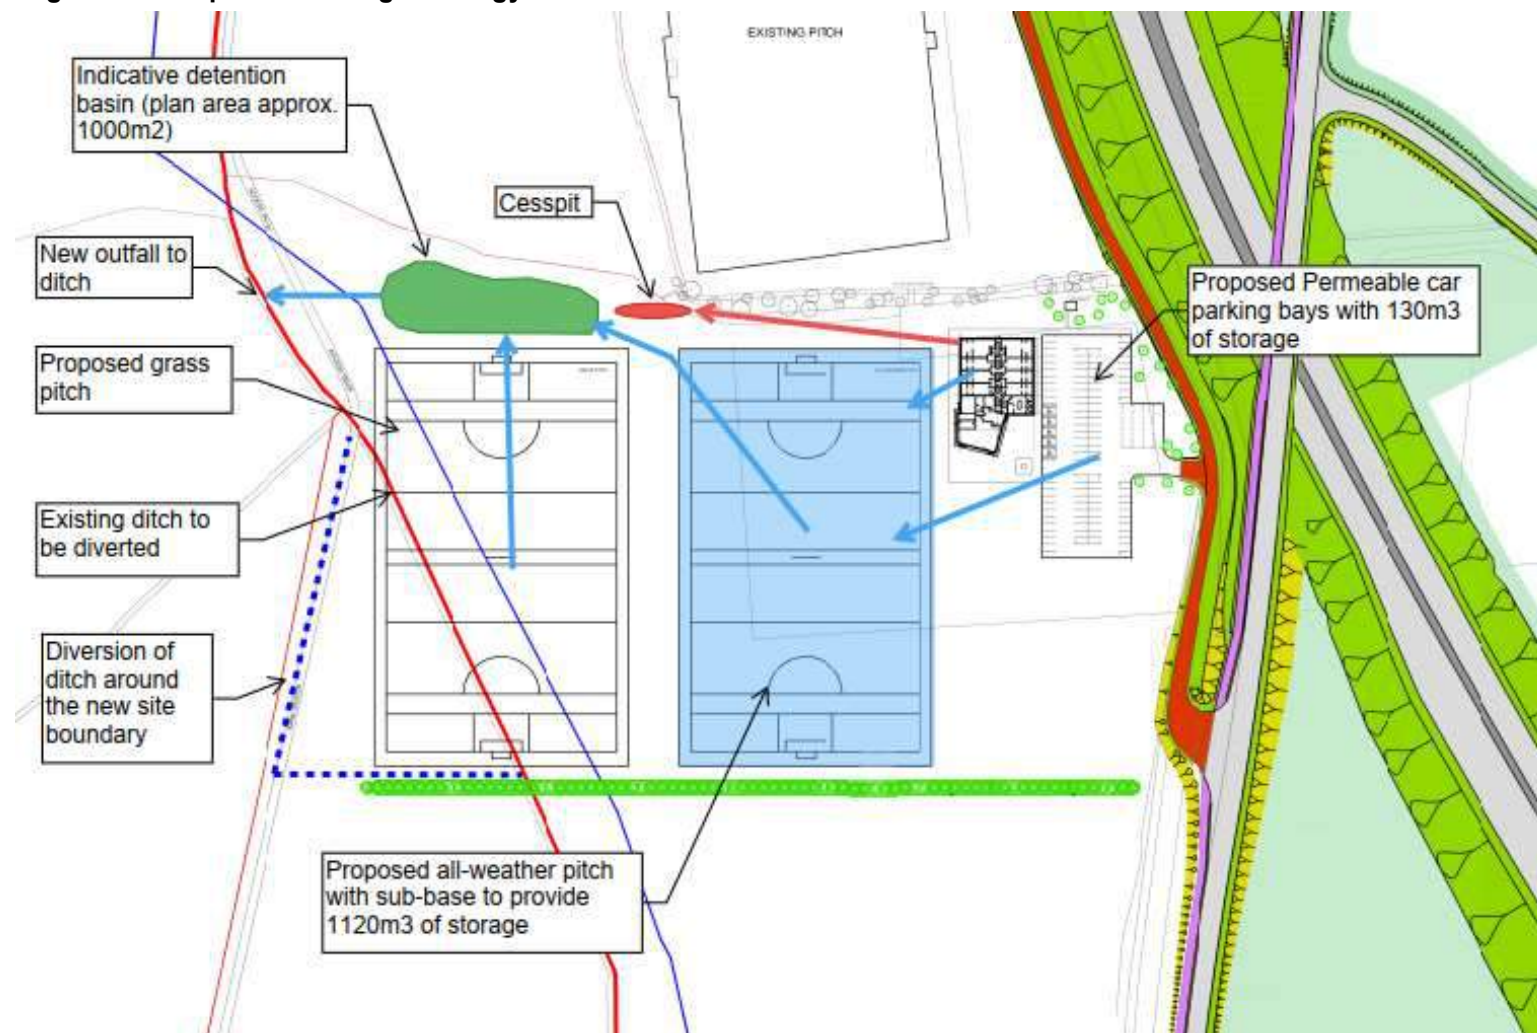 EXISTING PITCH
Indicative detention
basin (plan area approx.
1000m2)
Cesspit
New outfall to
ditch
Proposed Permeable car
parking bays with 130m3
of storage
Proposed grass
pitch
Existing ditch to
be diverted
Diversion of
ditch around
the new site
boundary
Proposed all-weather pitch
with sub-base to provide
1120m3 of storage